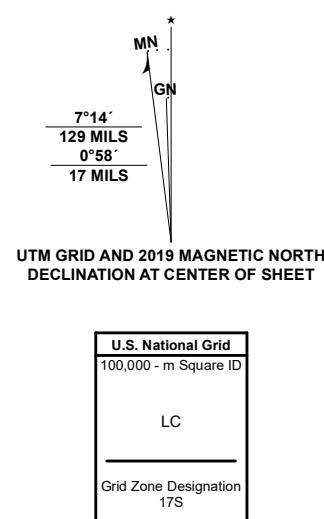 ★
MN
GN
7°14´
129 MILS
0°58´
17 MILS
UTM GRID AND 2019 MAGNETIC NORTH
DECLINATION AT CENTER OF SHEET
U.S. National Grid
100,000 - m Square ID
LC
Grid Zone Designation
17S